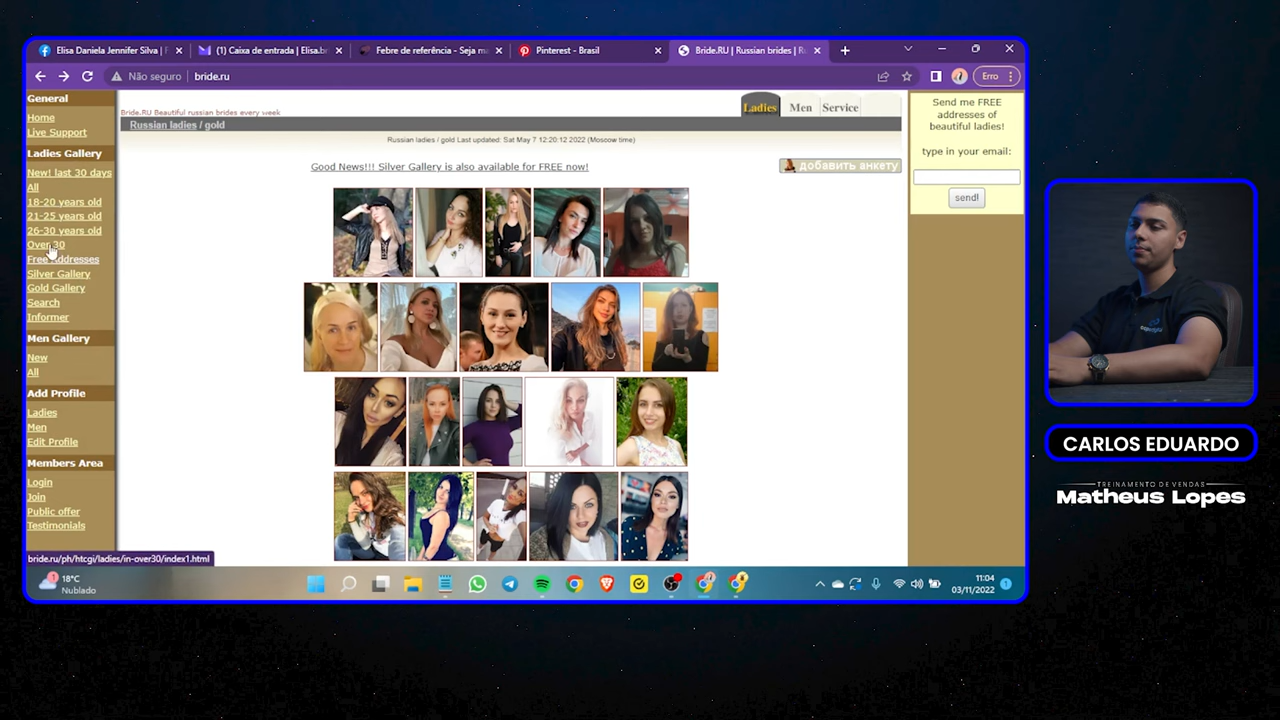 Elisa Daniela Jennifer Silva |
(1) Caixa de entrada | Elisa.br
Febre de referência - Seja ma
Pinterest - Brasil
Bride.RU | Russian brides | Ru
Não seguro
bride.ru
Erro
General
Home
Live Support
Ladies Gallery
New! last 30 days
All
18-20 years old
21-25 years old
26-30 years old
Over 30
Free Addresses
Silver Gallery
Gold Gallery
Search
Informer
Men Gallery
New
All
Add Profile
Ladies
Men
Edit Profile
Members Area
Login
Join
Public offer
Testimonials
Bride.RU Beautiful russian brides every week
Ladies Men Service
Russian ladies / gold
Russian ladies / gold Last updated: Sat May 7 12:20:12 2022 (Moscow time)
Good News!!! Silver Gallery is also available for FREE now!
добавить анкету
Send me FREE
addresses of
beautiful ladies!
type in your email:
send!
bride.ru/ph/htcgi/ladies/in-over30/index1.html
1
18°C
Nublado
11:04
03/11/2022
1
CARLOS EDUARDO
TREINAMENTO DE VENDAS
Matheus Lopes